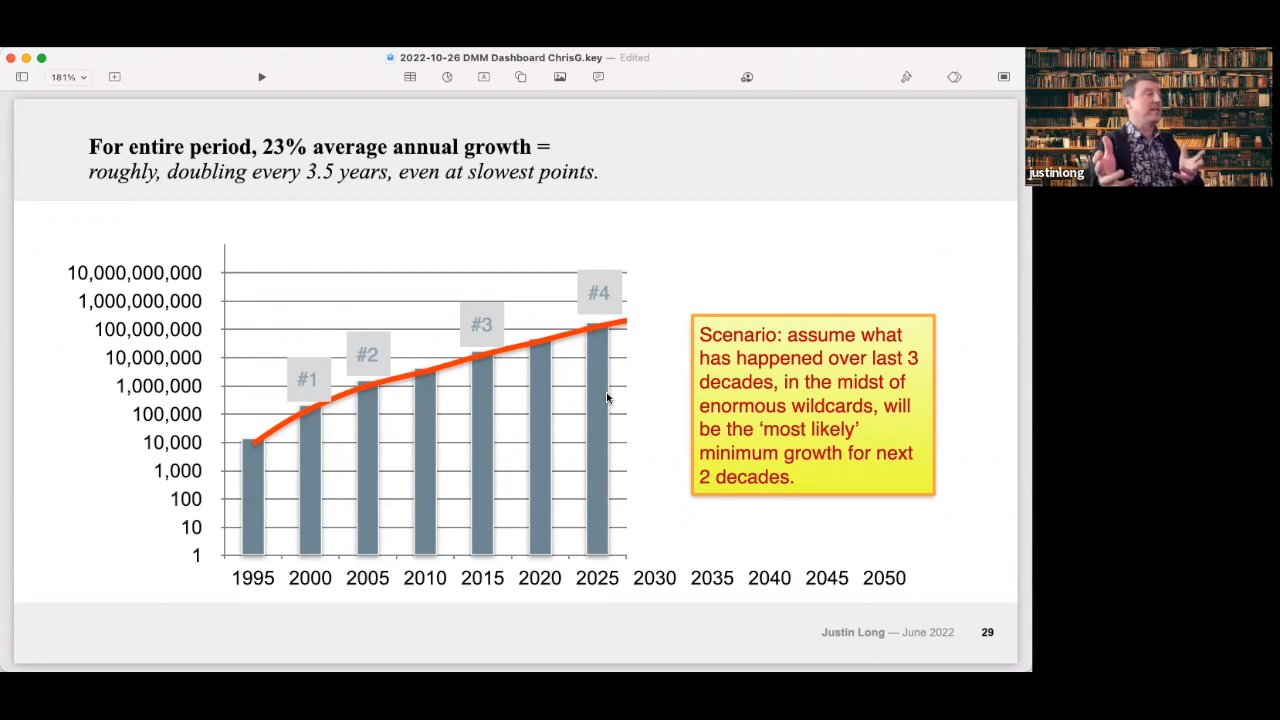 2022-10-26 DMM Dashboard ChrisG.key — Edited
181%
justinlong
For entire period, 23% average annual growth =
roughly, doubling every 3.5 years, even at slowest points.
10,000,000,000
1,000,000,000
100,000,000
10,000,000
1,000,000
100,000
10,000
1,000
100
10
1
#1
#2
#3
#4
1995 2000 2005 2010 2015 2020 2025 2030 2035 2040 2045 2050
Scenario: assume what
has happened over last 3
decades, in the midst of
enormous wildcards, will
be the ‘most likely’
minimum growth for next
2 decades.
Justin Long — June 2022 29